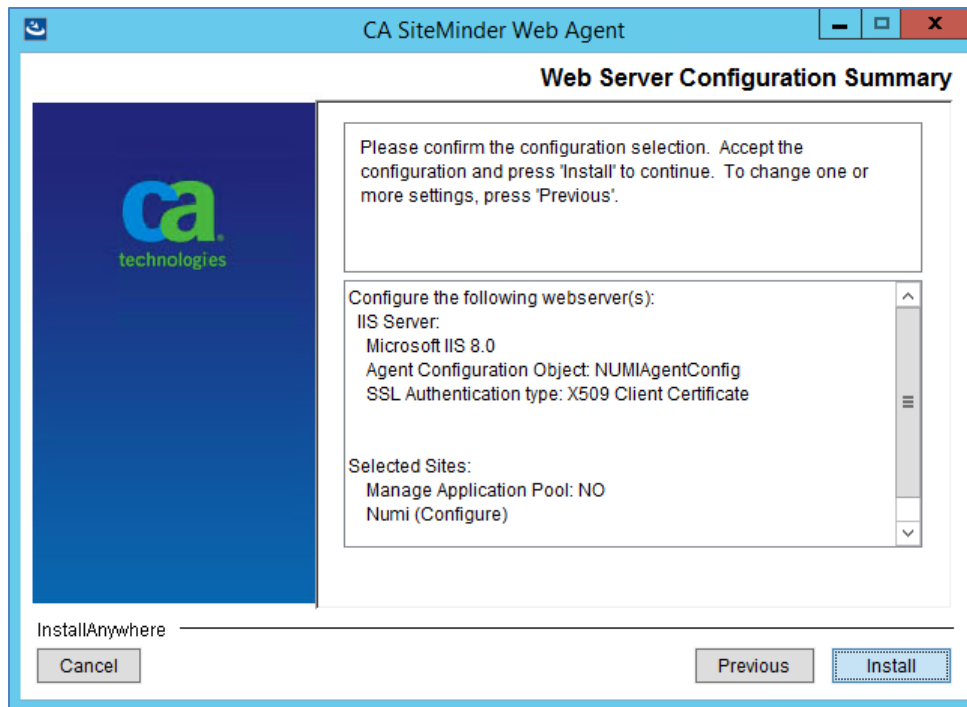 CA SiteMinder Web Agent
Web Server Configuration Summary
ca
technologies
Please confirm the configuration selection. Accept the
configuration and press 'Install' to continue. To change one or
more settings, press 'Previous'.
Configure the following webserver(s):
IIS Server:
Microsoft IIS 8.0
Agent Configuration Object: NUMIAgentConfig
SSL Authentication type: X509 Client Certificate
Selected Sites:
Manage Application Pool: NO
Numi (Configure)
InstallAnywhere
Cancel
Previous
Install